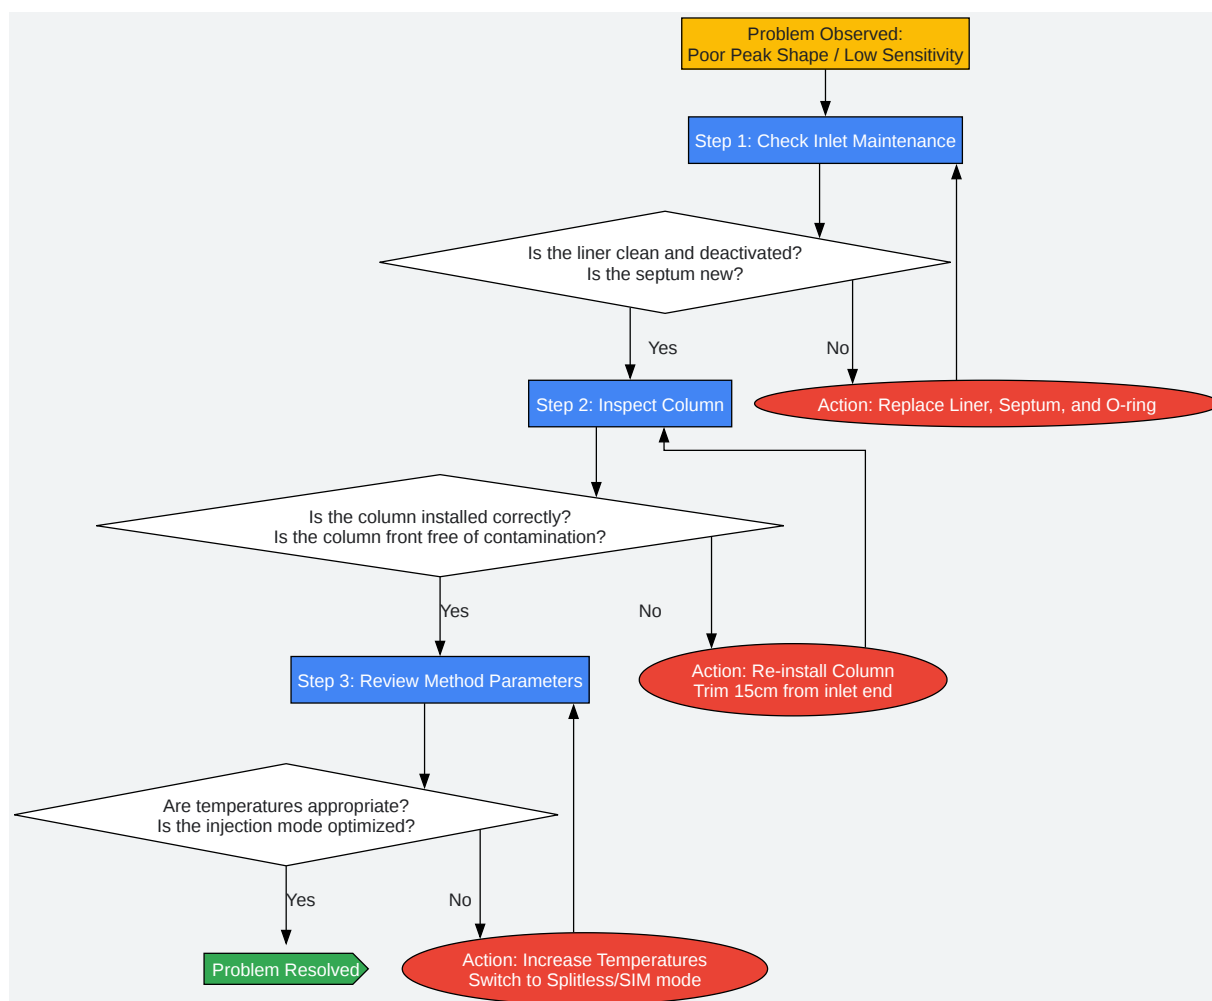 Problem Observed:
Poor Peak Shape / Low Sensitivity
Step 1: Check Inlet Maintenance
Is the liner clean and deactivated?
Is the septum new?
Yes
No
Step 2: Inspect Column
Action: Replace Liner, Septum, and O-ring
Is the column installed correctly?
Is the column front free of contamination?
Yes
No
Step 3: Review Method Parameters
Action: Re-install Column
Trim 15cm from inlet end
Are temperatures appropriate?
Is the injection mode optimized?
Yes
No
Problem Resolved
Action: Increase Temperatures
Switch to Splitless/SIM mode